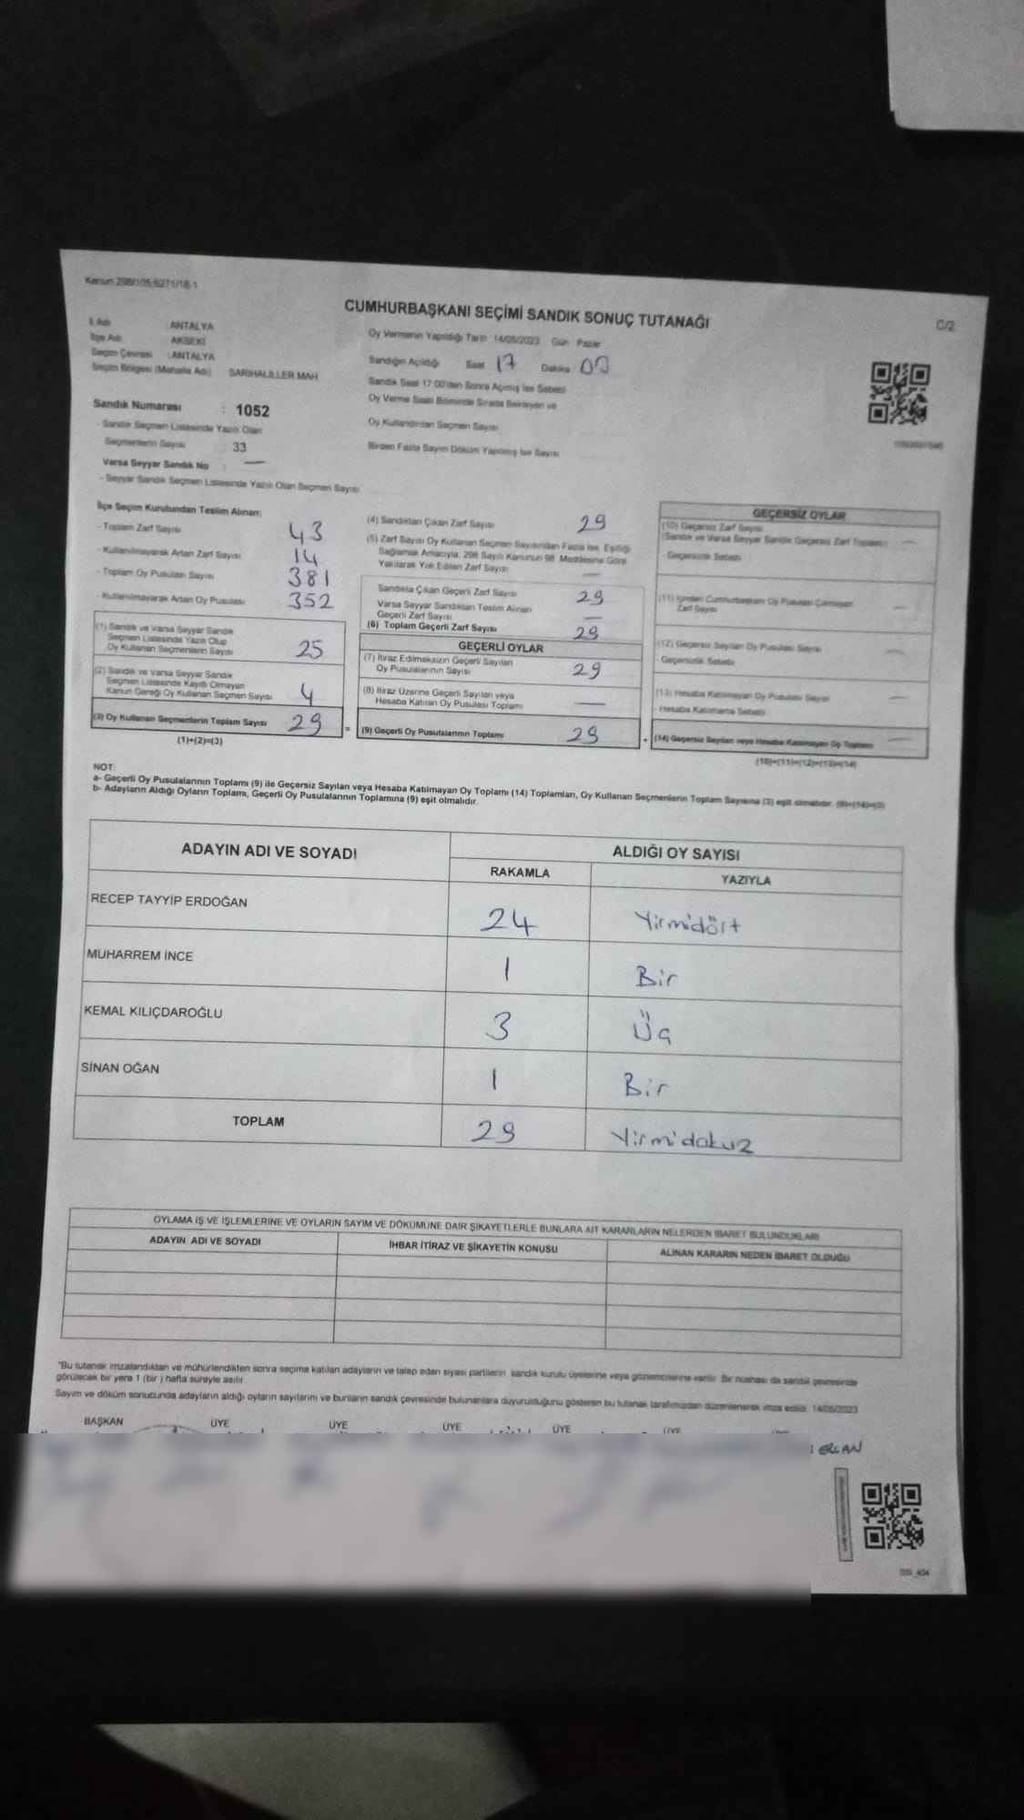 CUMHURBAŞKANI SEÇİMİ SANDIK SONUÇ TUTANAĞI
C/2
İl Adı ANTALYA
İlçe Adı AKSEKİ
Seçim Çevresi : ANTALYA
Seçim Bölgesi (Mahalle Adı) SARIHALİLLER MAH
Oy Vermenin Yapıldığı Tarih 14/05/2023 Gün Pazar
Sandığın Açıldığı Saat 17 Dakika 00
Sandık Saat 17:00'den Sonra Açılmış İse Sebebi
Oy Verme Saati Bitiminde Sırada Bekleyen ve
Oy Kullandırılan Seçmen Sayısı
Birden Fazla Sayım Döküm Yapılmış İse Sayısı
Sandık Numarası : 1052
- Sandık Seçmen Listesinde Yazılı Olan
Seçmenlerin Sayısı 33
Varsa Seyyar Sandık No : —
- Seyyar Sandık Seçmen Listesinde Yazılı Olan Seçmen Sayısı
İlçe Seçim Kurulundan Teslim Alınan:
- Toplam Zarf Sayısı 43
- Kullanılmayarak Artan Zarf Sayısı 14
- Toplam Oy Pusulası Sayısı 381
- Kullanılmayarak Artan Oy Pusulası 352
(1) Sandık ve Varsa Seyyar Sandık
Seçmen Listesinde Yazılı Olup
Oy Kullanan Seçmenlerin Sayısı 25
(2) Sandık ve Varsa Seyyar Sandık
Seçmen Listesinde Kayıtlı Olmayan
Kanun Gereği Oy Kullanan Seçmen Sayısı 4
(3) Oy Kullanan Seçmenlerin Toplam Sayısı 29
(1)+(2)=(3)
(4) Sandıktan Çıkan Zarf Sayısı 29
(5) Zarf Sayısı Oy Kullanan Seçmen Sayısından Fazla İse, Eşitliği
Sağlamak Amacıyla, 298 Sayılı Kanunun 98. Maddesine Göre
Yakılarak Yok Edilen Zarf Sayısı —
Sandıkta Çıkan Geçerli Zarf Sayısı 29
Varsa Seyyar Sandıktan Teslim Alınan
Geçerli Zarf Sayısı —
(6) Toplam Geçerli Zarf Sayısı 29
GEÇERLİ OYLAR
(7) İtiraz Edilmeksizin Geçerli Sayılan
Oy Pusulalarının Sayısı 29
(8) İtiraz Üzerine Geçerli Sayılan veya
Hesaba Katılan Oy Pusulası Toplamı —
= (9) Geçerli Oy Pusulalarının Toplamı 29
GEÇERSİZ OYLAR
(10) Geçersiz Zarf Sayısı
(Sandık ve Varsa Seyyar Sandık Geçersiz Zarf Toplamı) —
- Geçersizlik Sebebi
(11) İçinden Cumhurbaşkanı Oy Pusulası Çıkmayan
Zarf Sayısı —
(12) Geçersiz Sayılan Oy Pusulası Sayısı —
- Geçersizlik Sebebi
(13) Hesaba Katılmayan Oy Pusulası Sayısı —
- Hesaba Katılmama Sebebi
+ (14) Geçersiz Sayılan veya Hesaba Katılmayan Oy Toplamı —
(10)+(11)+(12)+(13)=(14)
NOT:
a- Geçerli Oy Pusulalarının Toplamı (9) ile Geçersiz Sayılan veya Hesaba Katılmayan Oy Toplamı (14) Toplamları, Oy Kullanan Seçmenlerin Toplam Sayısına (3) eşit olmalıdır. (9)+(14)=(3)
b- Adayların Aldığı Oyların Toplamı, Geçerli Oy Pusulalarının Toplamına (9) eşit olmalıdır.
ADAYIN ADI VE SOYADI ALDIĞI OY SAYISI
RAKAMLA YAZIYLA
RECEP TAYYİP ERDOĞAN 24 Yirmidört
MUHARREM İNCE 1 Bir
KEMAL KILIÇDAROĞLU 3 Üç
SİNAN OĞAN 1 Bir
TOPLAM 29 Yirmidokuz
OYLAMA İŞ VE İŞLEMLERİNE VE OYLARIN SAYIM VE DÖKÜMÜNE DAİR ŞİKAYETLERLE BUNLARA AİT KARARLARIN NELERDEN İBARET BULUNDUKLARI
ADAYIN ADI VE SOYADI İHBAR İTİRAZ VE ŞİKAYETİN KONUSU ALINAN KARARIN NEDEN İBARET OLDUĞU
*Bu tutanak imzalandıktan ve mühürlendikten sonra seçime katılan adayların ve talep eden siyasi partilerin sandık kurulu üyelerine veya gözlemcilerine verilir. Bir nüshası da sandık çevresinde
görülecek bir yere 1 (bir) hafta süreyle asılır.
Sayım ve döküm sonucunda adayların aldığı oyların sayılarını ve bunların sandık çevresinde bulunanlara duyurulduğunu gösteren bu tutanak tarafımızdan düzenlenerek imza edildi. 14/05/2023
BAŞKAN ÜYE ÜYE ÜYE ÜYE ÜYE